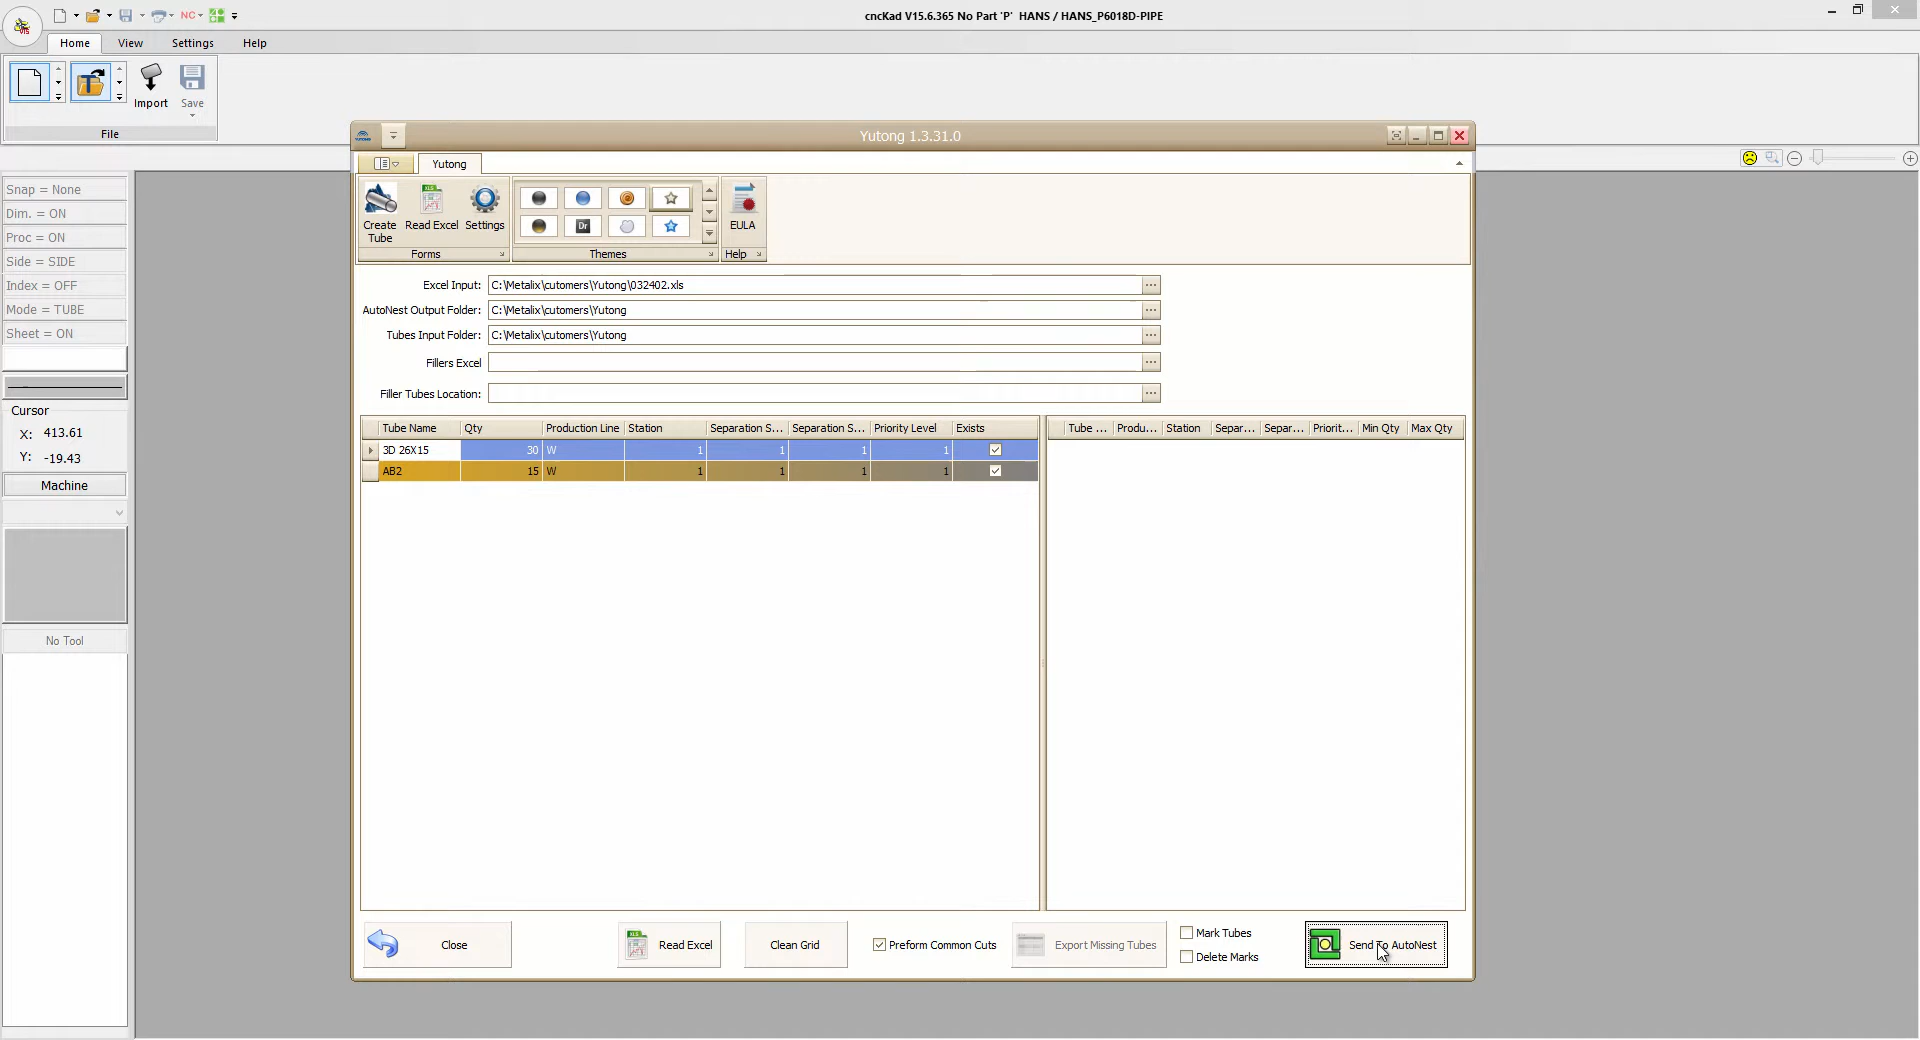 cncKad V15.6.365 No Part 'P' HANS / HANS_P6018D-PIPE
NC
Home View Settings Help
Import Save
File
Snap = None
Dim. = ON
Proc = ON
Side = SIDE
Index = OFF
Mode = TUBE
Sheet = ON
Cursor
X: 413.61
Y: -19.43
Machine
No Tool
YUTONG
Yutong 1.3.31.0
Yutong
Create Tube
Read Excel
Settings
Dr
EULA
Forms Themes Help
Excel Input: C:\Metalix\cutomers\Yutong\032402.xls
AutoNest Output Folder: C:\Metalix\cutomers\Yutong
Tubes Input Folder: C:\Metalix\cutomers\Yutong
Fillers Excel
Filler Tubes Location:
Tube Name Qty Production Line Station Separation S... Separation S... Priority Level Exists
3D 26X15 30 W 1 1 1 1
AB2 15 W 1 1 1 1
Tube ... Produ... Station Separ... Separ... Priorit... Min Qty Max Qty
Close
XLS
Read Excel
Clean Grid
Preform Common Cuts
Export Missing Tubes
Mark Tubes
Delete Marks
Send To AutoNest